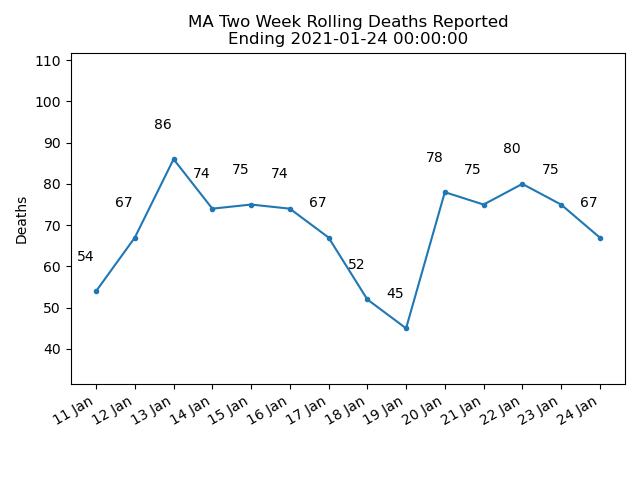 MA Two Week Rolling Deaths Reported
Ending 2021-01-24 00:00:00
110
100
90
80
70
60
50
40
Deaths
54
67
86
74
75
74
67
52
45
78
75
80
75
67
11 Jan
12 Jan
13 Jan
14 Jan
15 Jan
16 Jan
17 Jan
18 Jan
19 Jan
20 Jan
21 Jan
22 Jan
23 Jan
24 Jan